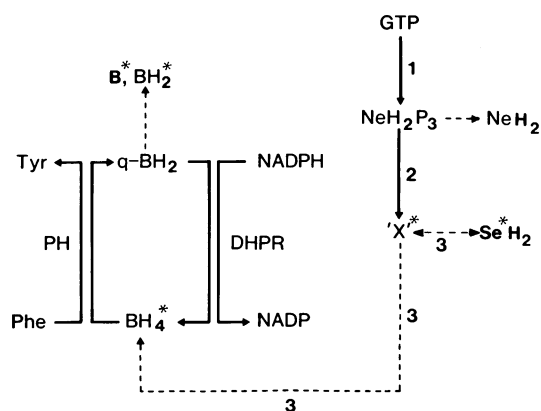 GTP
1
B*, BH2*
NeH2P3 NeH2
Tyr q-BH2 NADPH
2
PH DHPR
'X'* 3 Se*H2
Phe BH4* NADP
3
3